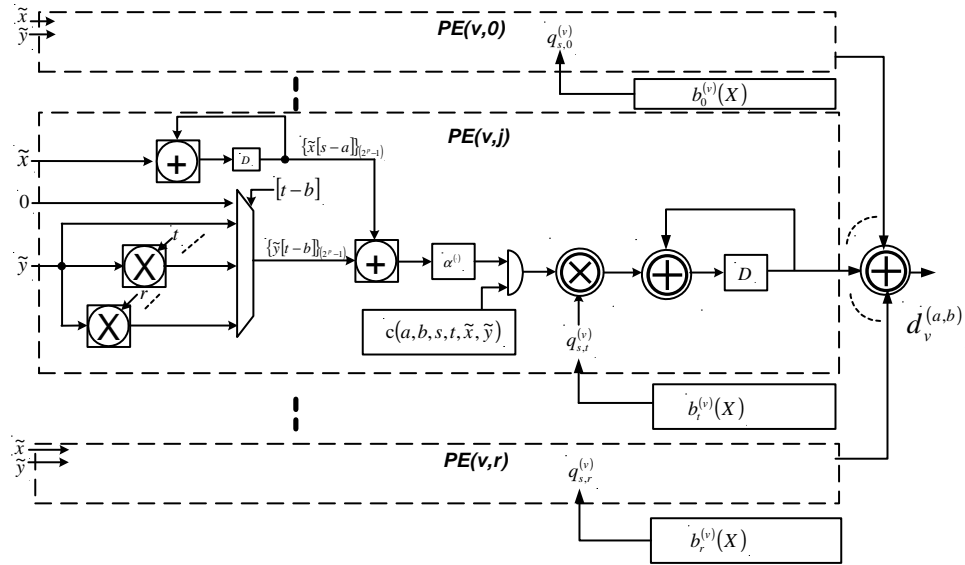 x̃
ỹ
PE(v,0)
q_{s,0}^{(v)}
b_0^{(v)}(X)
PE(v,j)
x̃
+
D
{x̃[s−a]}_{(2^p−1)}
0
[t−b]
ỹ
t
X
r
X
{ỹ[t−b]}_{(2^p−1)}
+
α^{(·)}
c(a,b,s,t,x̃,ỹ)
×
+
D
+
d_v^{(a,b)}
q_{s,t}^{(v)}
b_t^{(v)}(X)
x̃
ỹ
PE(v,r)
q_{s,r}^{(v)}
b_r^{(v)}(X)